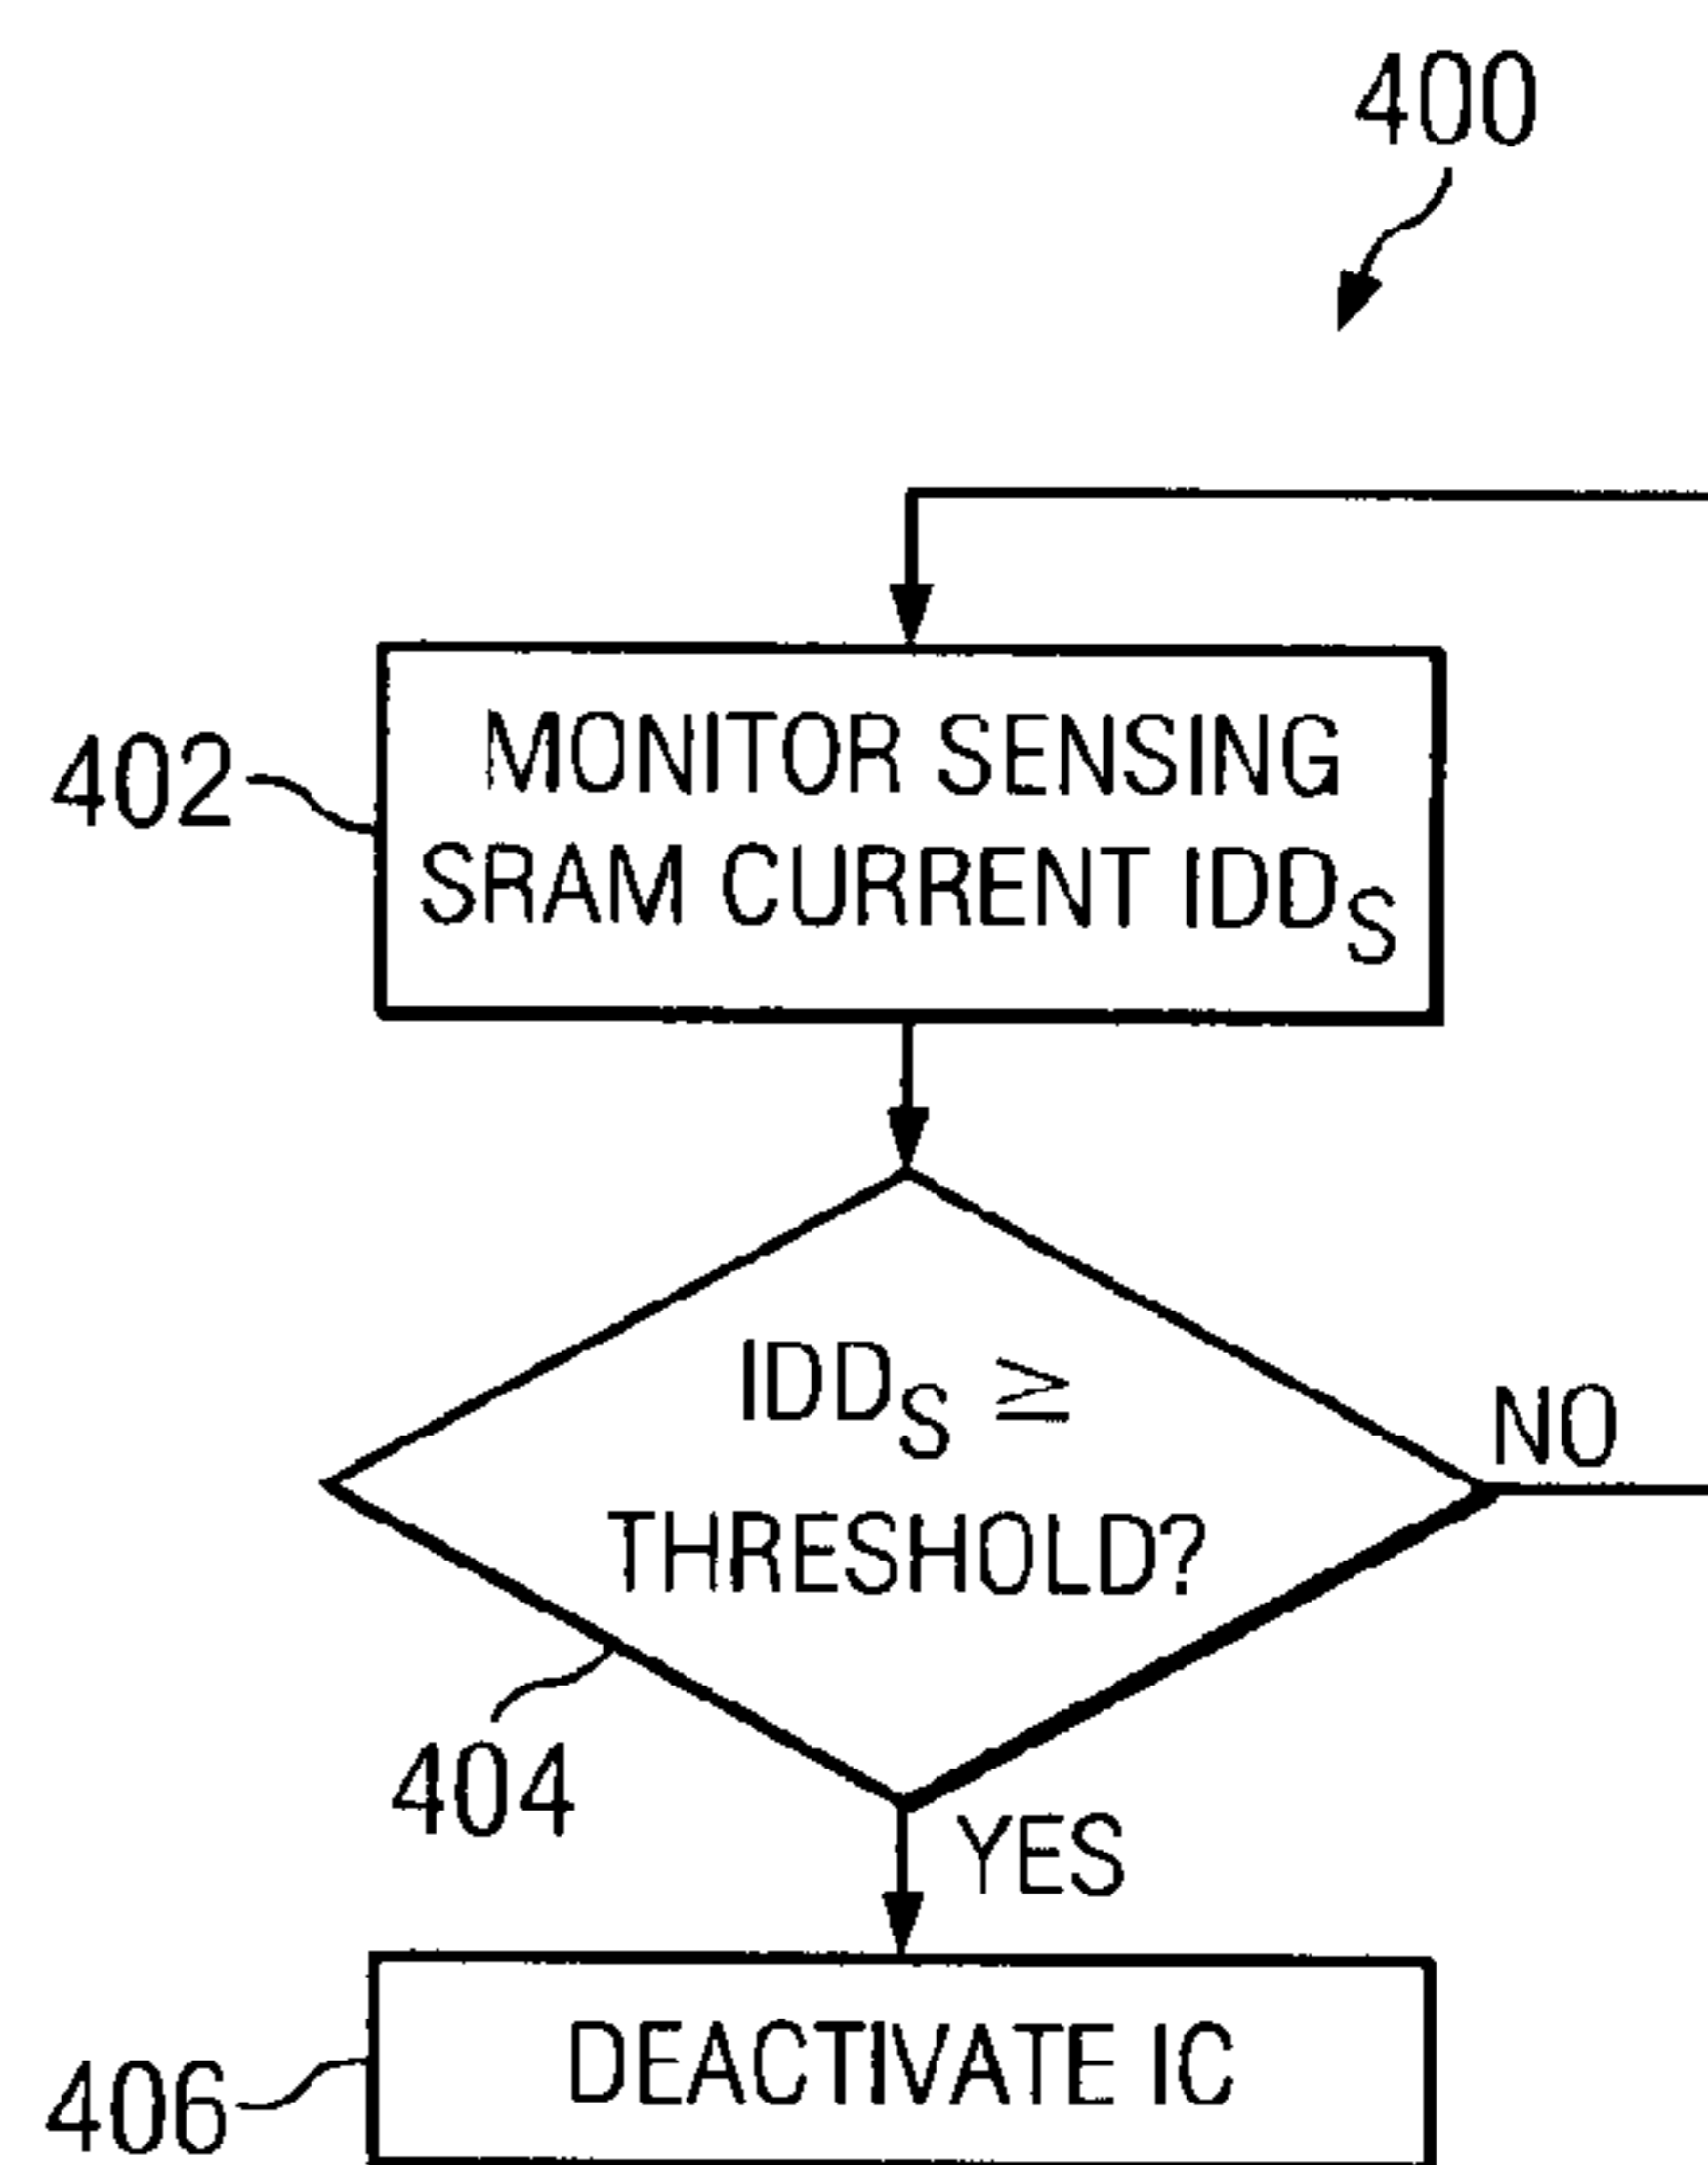 400
402
MONITOR SENSING
SRAM CURRENT IDDS
IDDS ≥
THRESHOLD?
NO
404
YES
406
DEACTIVATE IC